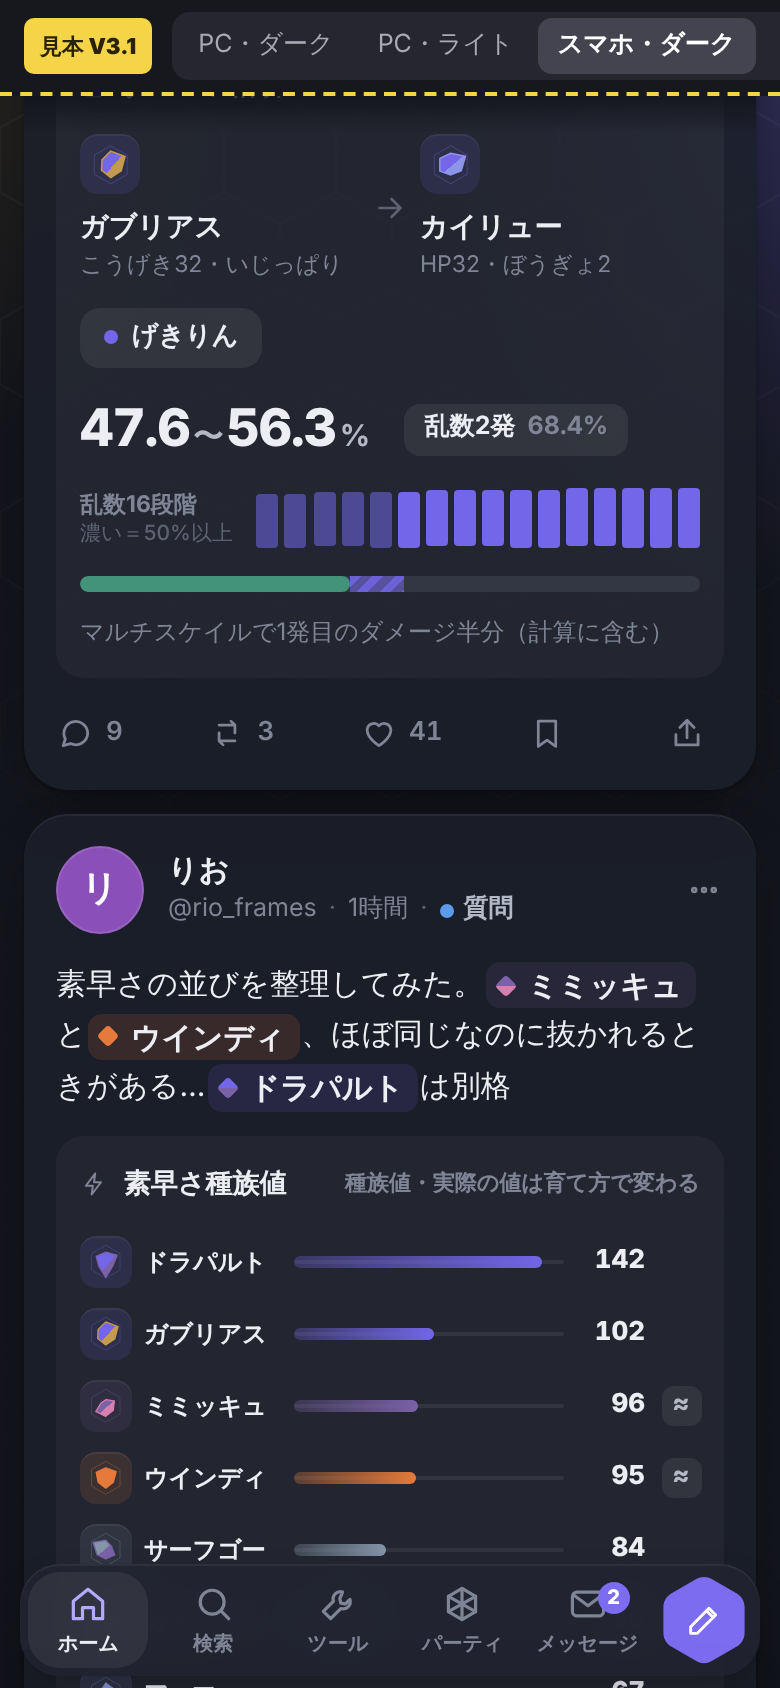 見本 V3.1 PC・ダーク PC・ライト スマホ・ダーク
ガブリアス → カイリュー
こうげき32・いじっぱり HP32・ぼうぎょ2
げきりん
47.6～56.3% 乱数2発 68.4%
乱数16段階
濃い＝50%以上
マルチスケイルで1発目のダメージ半分（計算に含む）
9 3 41
リ りお
@rio_frames · 1時間 · 質問
素早さの並びを整理してみた。 ミミッキュ
と ウインディ 、ほぼ同じなのに抜かれると
きがある… ドラパルト は別格
素早さ種族値 種族値・実際の値は育て方で変わる
ドラパルト 142
ガブリアス 102
ミミッキュ 96 ≈
ウインディ 95 ≈
サーフゴー 84
ホーム 検索 ツール パーティ メッセージ 2